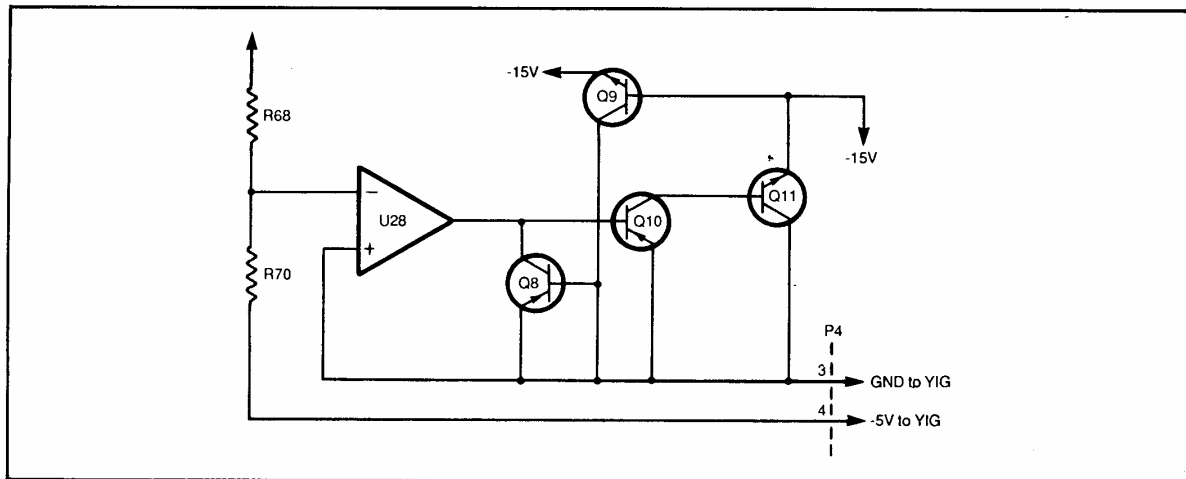 R68
-15V
Q9
-15V
−
U28
+
Q10
Q11
R70
Q8
P4
3
GND to YIG
4
-5V to YIG